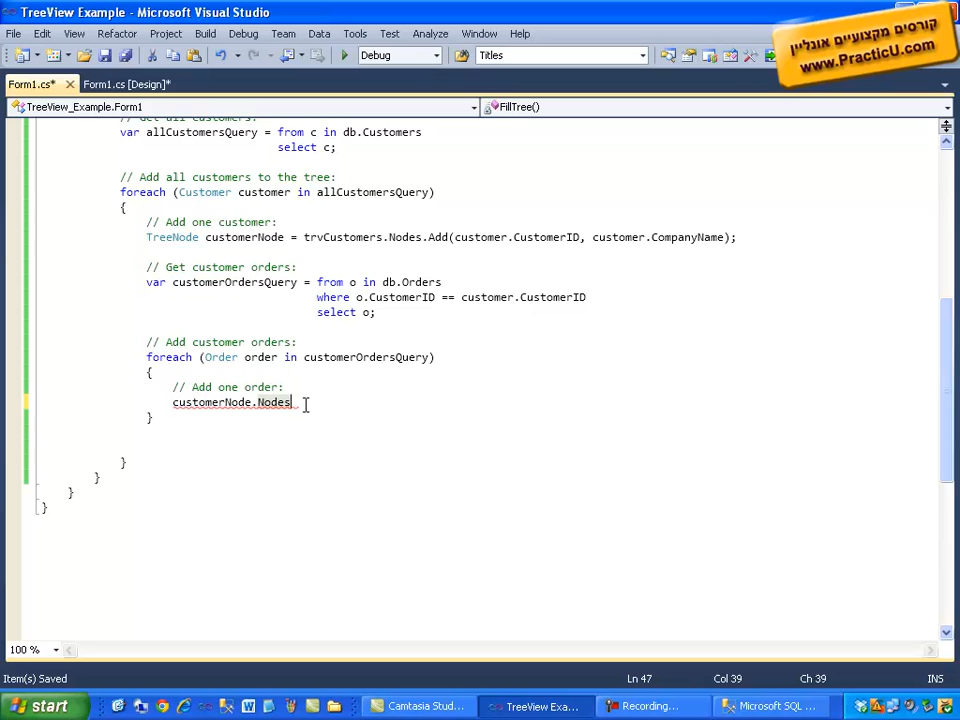 TreeView Example - Microsoft Visual Studio
File Edit View Refactor Project Build Debug Team Data Tools Test Analyze Window Help
קורסים מקצועיים אונליין
www.PracticU.com
Debug Titles
Form1.cs* Form1.cs [Design]*
TreeView_Example.Form1 FillTree()
// Get all customers:
var allCustomersQuery = from c in db.Customers
select c;
// Add all customers to the tree:
foreach (Customer customer in allCustomersQuery)
{
// Add one customer:
TreeNode customerNode = trvCustomers.Nodes.Add(customer.CustomerID, customer.CompanyName);
// Get customer orders:
var customerOrdersQuery = from o in db.Orders
where o.CustomerID == customer.CustomerID
select o;
// Add customer orders:
foreach (Order order in customerOrdersQuery)
{
// Add one order:
customerNode.Nodes
}
}
}
}
}
100 %
Item(s) Saved Ln 47 Col 39 Ch 39 INS
start Camtasia Stud... TreeView Exa... Recording... Microsoft SQL ...